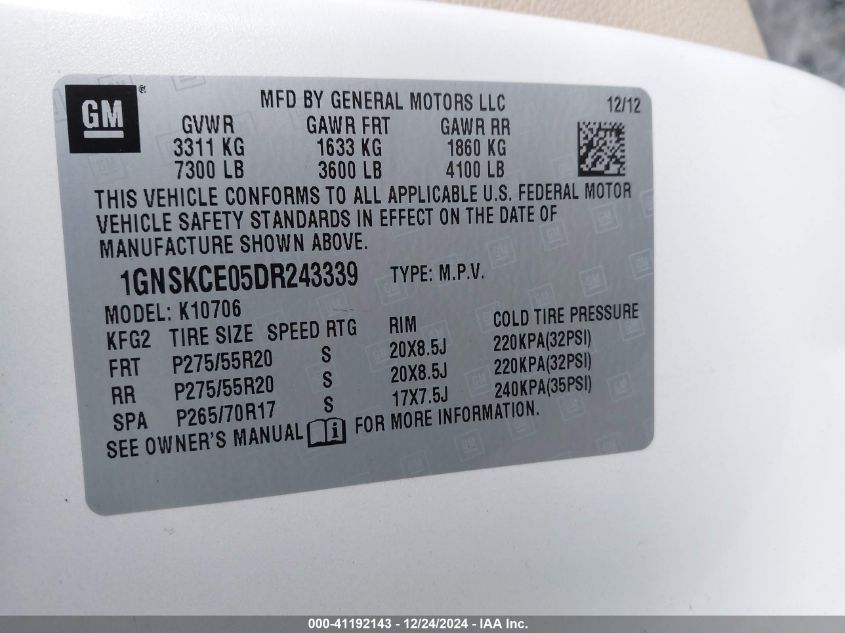 GM ® MFD BY GENERAL MOTORS LLC 12/12
GVWR GAWR FRT GAWR RR
3311 KG 1633 KG 1860 KG
7300 LB 3600 LB 4100 LB
THIS VEHICLE CONFORMS TO ALL APPLICABLE U.S. FEDERAL MOTOR
VEHICLE SAFETY STANDARDS IN EFFECT ON THE DATE OF
MANUFACTURE SHOWN ABOVE.
1GNSKCE05DR243339 TYPE: M.P.V.
MODEL: K10706
KFG2 TIRE SIZE SPEED RTG RIM COLD TIRE PRESSURE
FRT P275/55R20 S 20X8.5J 220KPA(32PSI)
RR P275/55R20 S 20X8.5J 220KPA(32PSI)
SPA P265/70R17 S 17X7.5J 240KPA(35PSI)
SEE OWNER'S MANUAL i FOR MORE INFORMATION.
000-41192143 - 12/24/2024 - IAA Inc.